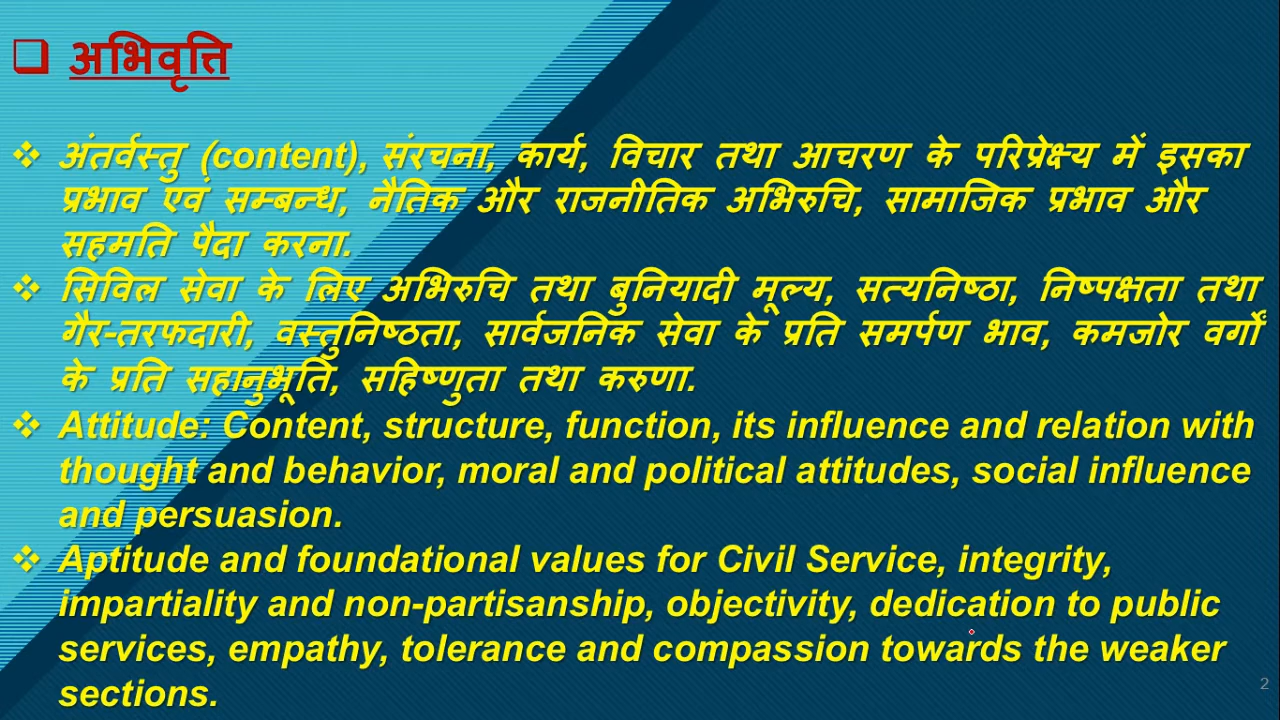 अभिवृत्ति
अंतर्वस्तु (content), संरचना, कार्य, विचार तथा आचरण के परिप्रेक्ष्य में इसका
प्रभाव एवं सम्बन्ध, नैतिक और राजनीतिक अभिरुचि, सामाजिक प्रभाव और
सहमति पैदा करना.
सिविल सेवा के लिए अभिरुचि तथा बुनियादी मूल्य, सत्यनिष्ठा, निष्पक्षता तथा
गैर-तरफदारी, वस्तुनिष्ठता, सार्वजनिक सेवा के प्रति समर्पण भाव, कमजोर वर्गों
के प्रति सहानुभूति, सहिष्णुता तथा करुणा.
Attitude: Content, structure, function, its influence and relation with
thought and behavior, moral and political attitudes, social influence
and persuasion.
Aptitude and foundational values for Civil Service, integrity,
impartiality and non-partisanship, objectivity, dedication to public
services, empathy, tolerance and compassion towards the weaker
sections.
2